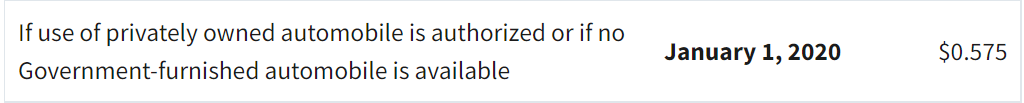 If use of privately owned automobile is authorized or if no
Government-furnished automobile is available
January 1, 2020
$0.575